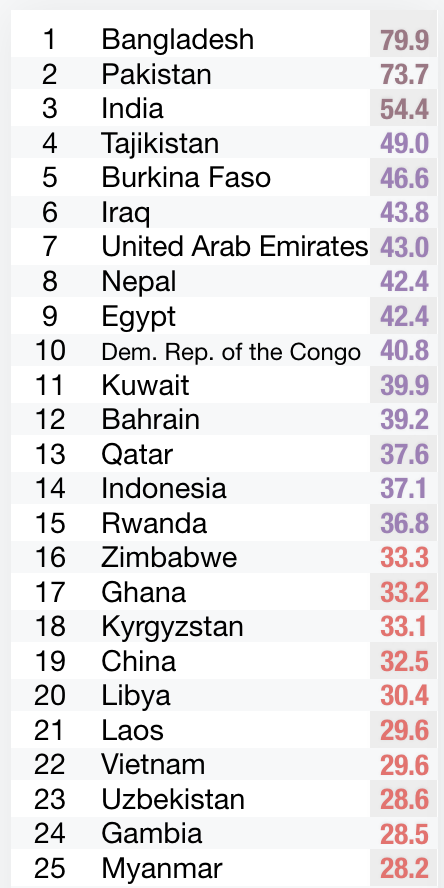 1 Bangladesh 79.9
2 Pakistan 73.7
3 India 54.4
4 Tajikistan 49.0
5 Burkina Faso 46.6
6 Iraq 43.8
7 United Arab Emirates 43.0
8 Nepal 42.4
9 Egypt 42.4
10 Dem. Rep. of the Congo 40.8
11 Kuwait 39.9
12 Bahrain 39.2
13 Qatar 37.6
14 Indonesia 37.1
15 Rwanda 36.8
16 Zimbabwe 33.3
17 Ghana 33.2
18 Kyrgyzstan 33.1
19 China 32.5
20 Libya 30.4
21 Laos 29.6
22 Vietnam 29.6
23 Uzbekistan 28.6
24 Gambia 28.5
25 Myanmar 28.2